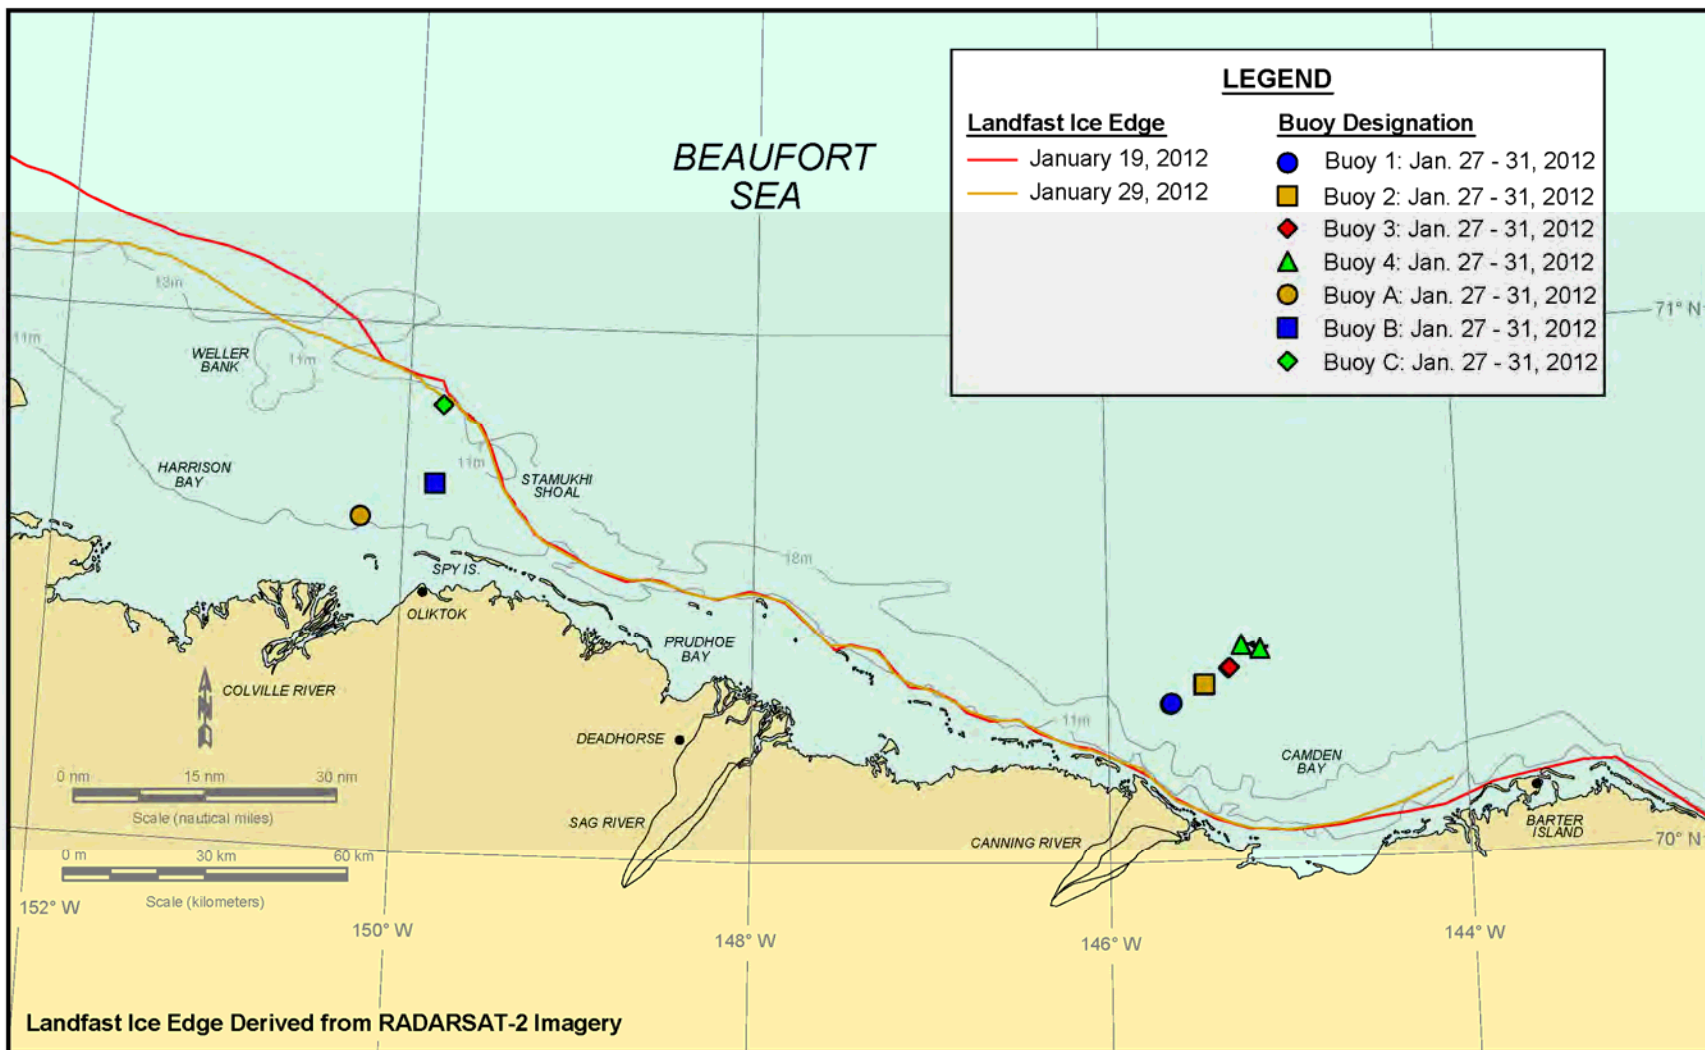 BEAUFORT
SEA
LEGEND
Landfast Ice Edge
January 19, 2012
January 29, 2012
Buoy Designation
Buoy 1: Jan. 27 - 31, 2012
Buoy 2: Jan. 27 - 31, 2012
Buoy 3: Jan. 27 - 31, 2012
Buoy 4: Jan. 27 - 31, 2012
Buoy A: Jan. 27 - 31, 2012
Buoy B: Jan. 27 - 31, 2012
Buoy C: Jan. 27 - 31, 2012
71° N
11m
WELLER
BANK
11m
HARRISON
BAY
11m
STAMUKHI
SHOAL
18m
SPY IS.
OLIKTOK
PRUDHOE
BAY
COLVILLE RIVER
N
DEADHORSE
11m
CAMDEN
BAY
0 nm 15 nm 30 nm
Scale (nautical miles)
SAG RIVER
CANNING RIVER
BARTER
ISLAND
70° N
0 m 30 km 60 km
Scale (kilometers)
152° W
150° W
148° W
146° W
144° W
Landfast Ice Edge Derived from RADARSAT-2 Imagery